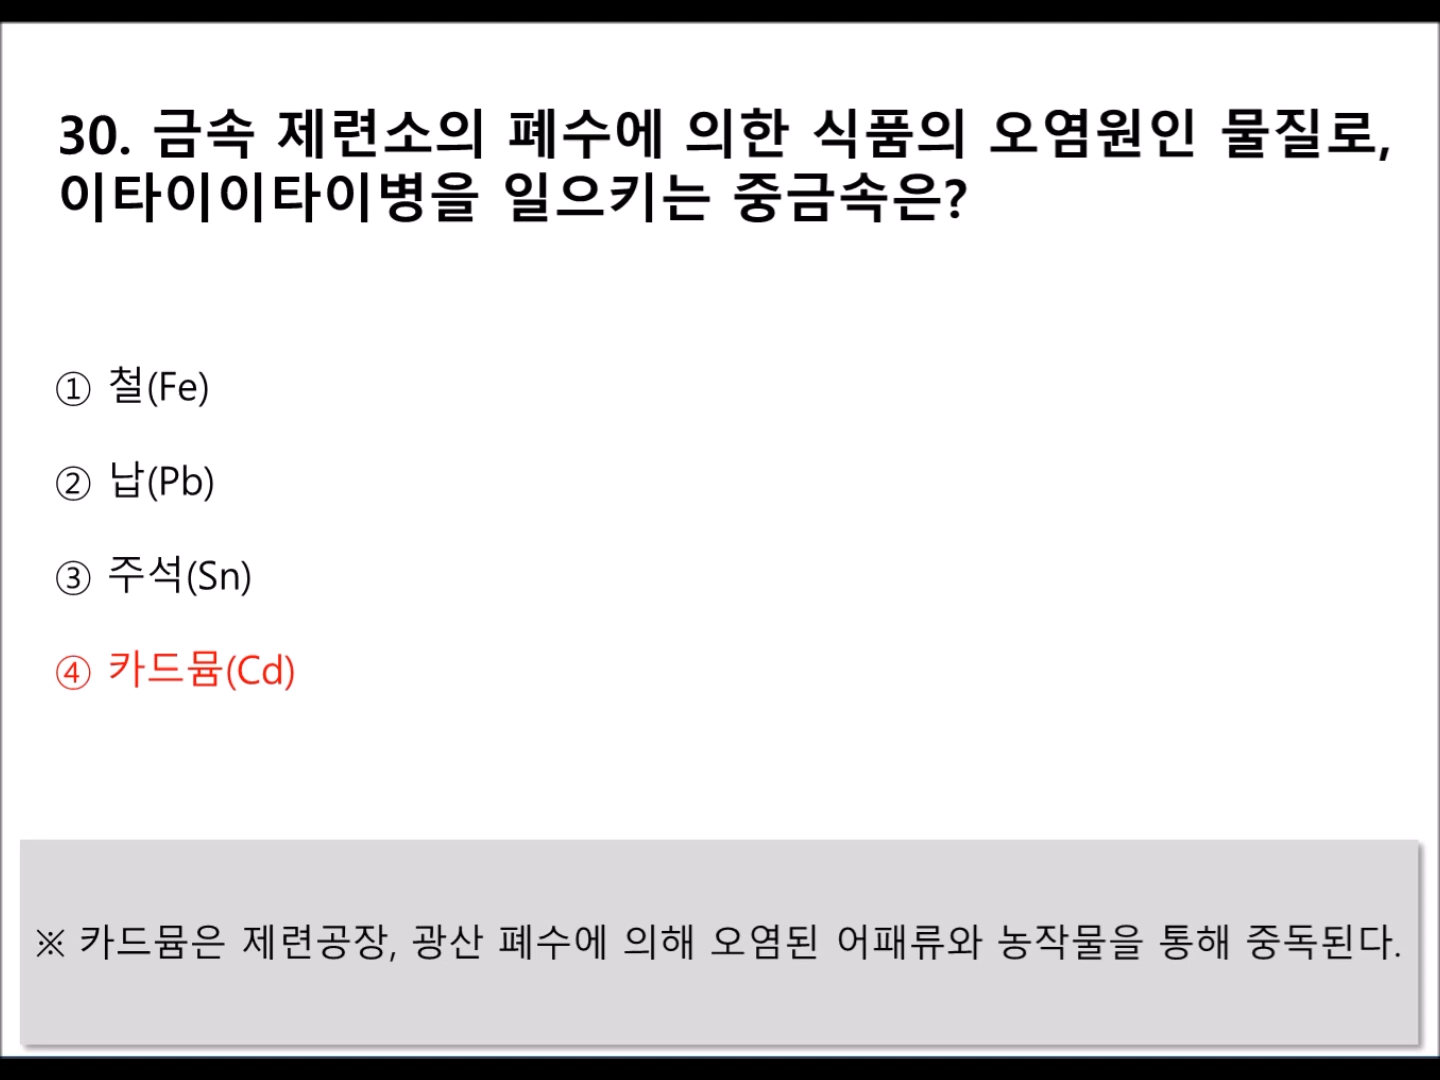 30. 금속 제련소의 폐수에 의한 식품의 오염원인 물질로,
이타이이타이병을 일으키는 중금속은?
① 철(Fe)
② 납(Pb)
③ 주석(Sn)
④ 카드뮴(Cd)
※ 카드뮴은 제련공장, 광산 폐수에 의해 오염된 어패류와 농작물을 통해 중독된다.